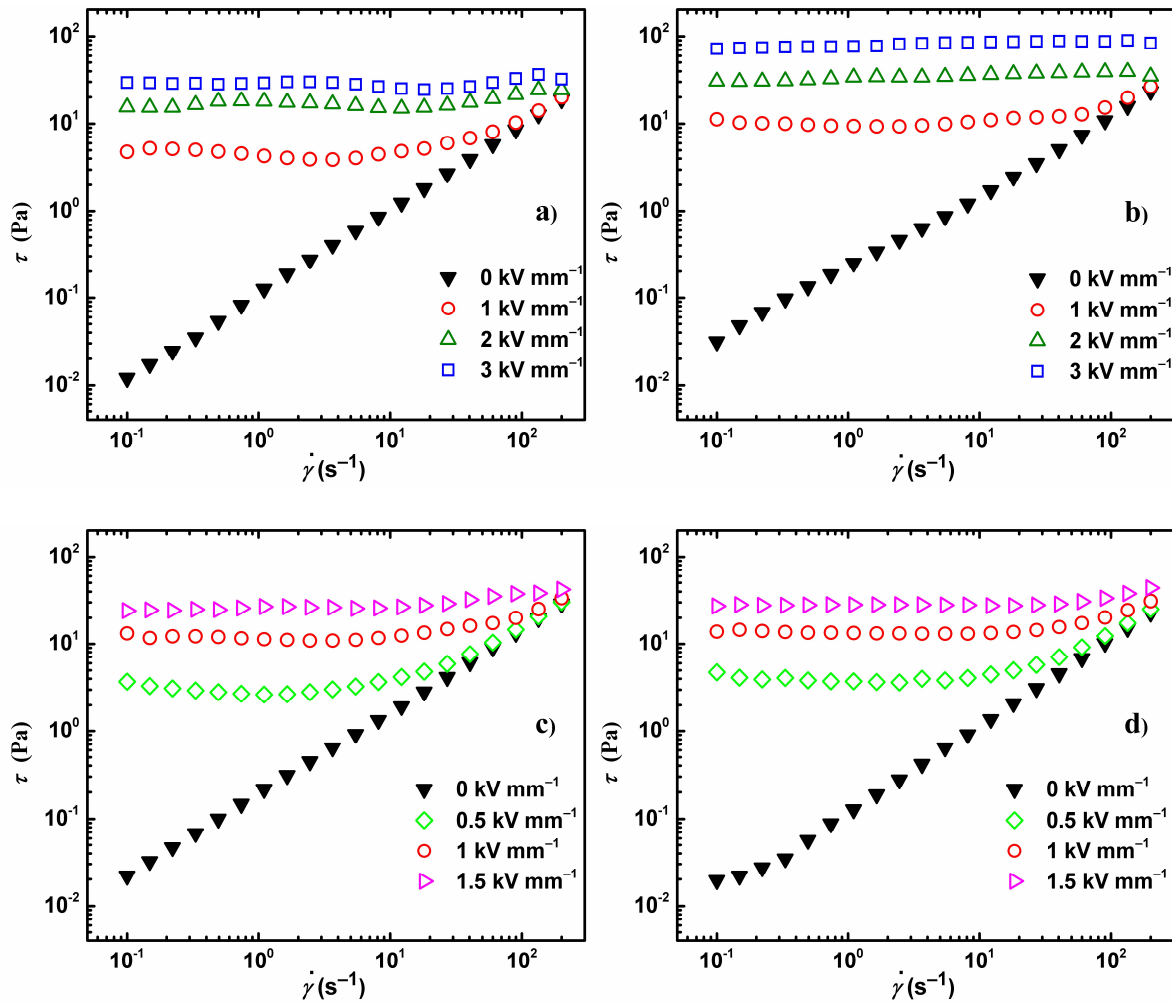 10² 10² 
10¹ 10¹
τ (Pa) 10⁰ a) τ (Pa) 10⁰ b)
0 kV mm⁻¹ 0 kV mm⁻¹
10⁻¹ 1 kV mm⁻¹ 10⁻¹ 1 kV mm⁻¹
2 kV mm⁻¹ 2 kV mm⁻¹
10⁻² 3 kV mm⁻¹ 10⁻² 3 kV mm⁻¹
10⁻¹ 10⁰ 10¹ 10² 10⁻¹ 10⁰ 10¹ 10²
γ̇ (s⁻¹) γ̇ (s⁻¹)
10² 10²
10¹ 10¹
τ (Pa) 10⁰ c) τ (Pa) 10⁰ d)
0 kV mm⁻¹ 0 kV mm⁻¹
10⁻¹ 0.5 kV mm⁻¹ 10⁻¹ 0.5 kV mm⁻¹
1 kV mm⁻¹ 1 kV mm⁻¹
10⁻² 1.5 kV mm⁻¹ 10⁻² 1.5 kV mm⁻¹
10⁻¹ 10⁰ 10¹ 10² 10⁻¹ 10⁰ 10¹ 10²
γ̇ (s⁻¹) γ̇ (s⁻¹)